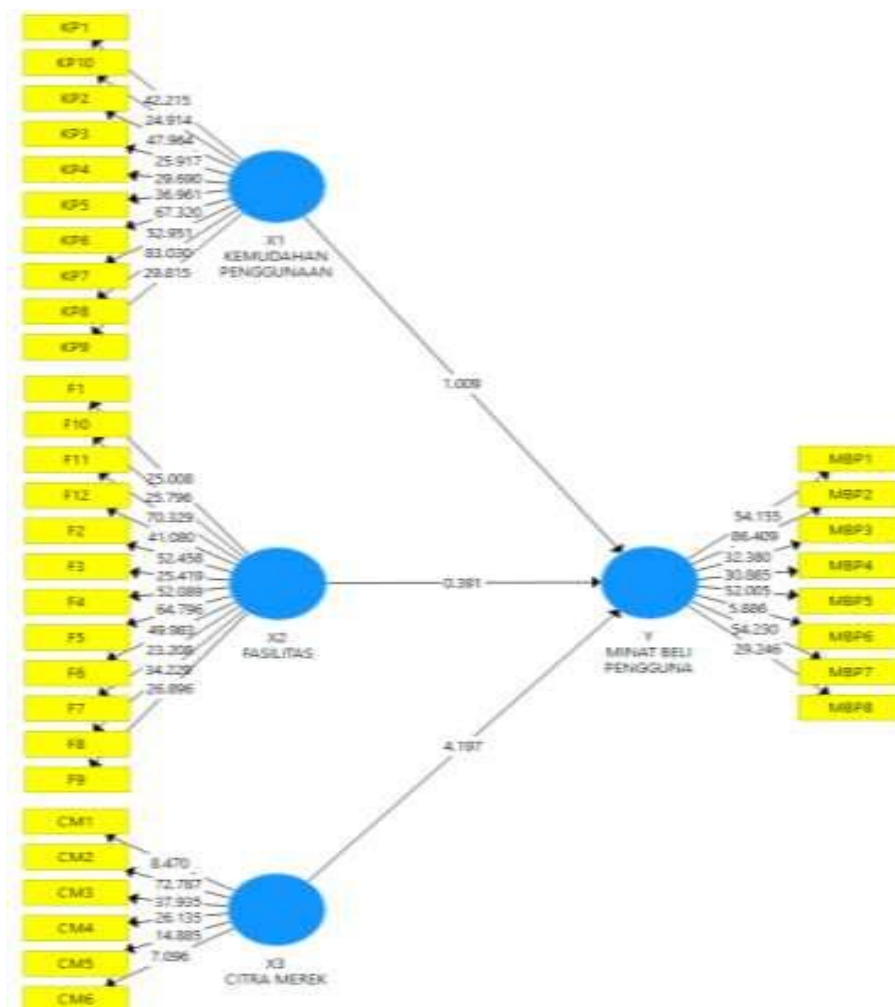 KP1
KP10
KP2
KP3
KP4
KP5
KP6
KP7
KP8
KP9
42.215
24.914
47.964
25.917
29.690
36.961
67.320
52.951
83.030
29.815
X1
KEMUDAHAN
PENGGUNAAN
1.009
F1
F10
F11
F12
F2
F3
F4
F5
F6
F7
F8
F9
25.008
25.796
70.329
41.080
52.458
25.419
52.089
64.796
49.983
23.208
34.229
26.896
X2
FASILITAS
0.381
CM1
CM2
CM3
CM4
CM5
CM6
8.470
72.787
37.935
26.135
14.885
7.096
X3
CITRA MEREK
4.197
Y
MINAT BELI
PENGGUNA
54.155
86.409
32.380
30.865
52.005
5.886
54.230
29.246
MBP1
MBP2
MBP3
MBP4
MBP5
MBP6
MBP7
MBP8